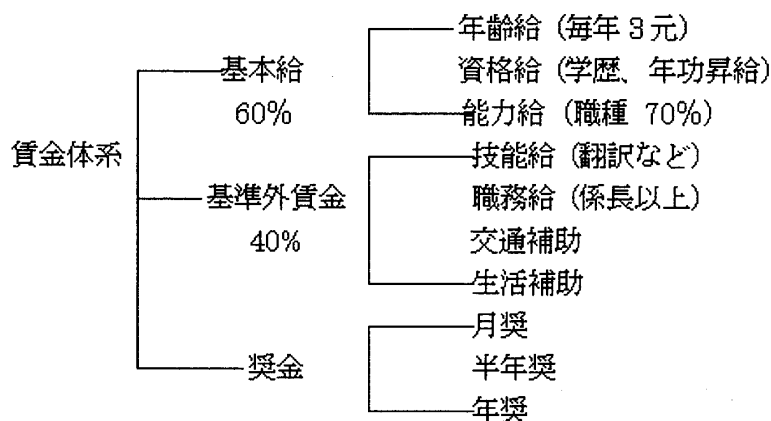 年齢給（毎年3元）
基本給
資格給（学歴、年功昇給）
60%
能力給（職種 70%）
賃金体系
技能給（翻訳など）
基準外賃金
職務給（係長以上）
40%
交通補助
生活補助
月奨
奨金
半年奨
年奨